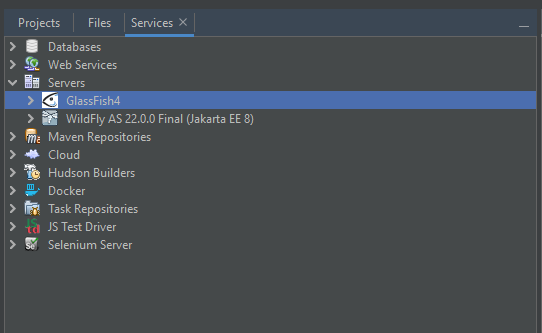 Projects Files Services
Databases
Web Services
Servers
GlassFish4
WildFly AS 22.0.0 Final (Jakarta EE 8)
Maven Repositories
Cloud
Hudson Builders
Docker
Task Repositories
JS Test Driver
Selenium Server